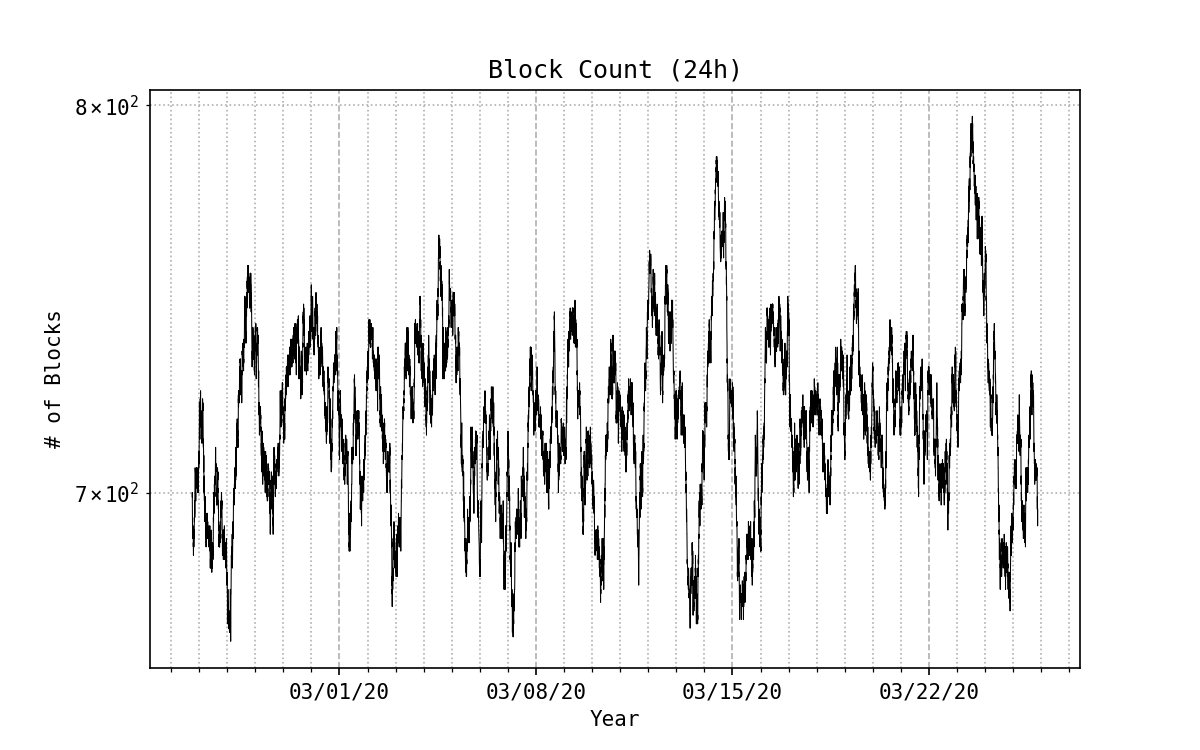 Block Count (24h)
8×10²
7×10²
# of Blocks
03/01/20 03/08/20 03/15/20 03/22/20
Year